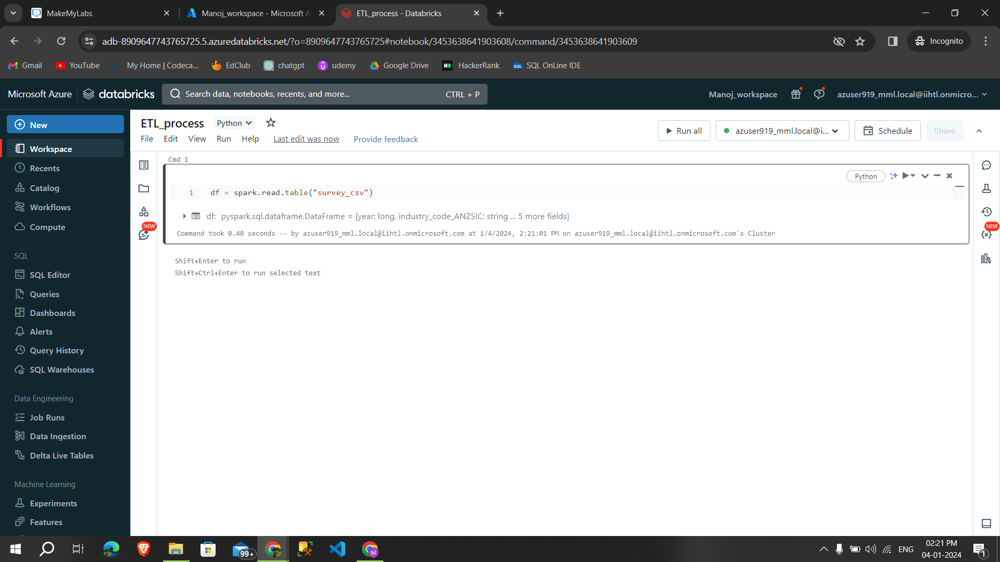 MakeMyLabs
Manoj_workspace - Microsoft A
ETL_process - Databricks
adb-8909647743765725.5.azuredatabricks.net/?o=8909647743765725#notebook/3453638641903608/command/3453638641903609
Incognito
Gmail
YouTube
My Home | Codeca...
EdClub
chatgpt
udemy
Google Drive
HackerRank
SQL OnLine IDE
Microsoft Azure
databricks
Search data, notebooks, recents, and more...
CTRL + P
Manoj_workspace
azuser919_mml.local@iihtl.onmicro...
New
Workspace
Recents
Catalog
Workflows
Compute
SQL
SQL Editor
Queries
Dashboards
Alerts
Query History
SQL Warehouses
Data Engineering
Job Runs
Data Ingestion
Delta Live Tables
Machine Learning
Experiments
Features
ETL_process
Python
File Edit View Run Help Last edit was now Provide feedback
Run all
azuser919_mml.local@i...
Schedule
Share
NEW
Cmd 1
Python
1 df = spark.read.table("survey_csv")
df: pyspark.sql.dataframe.DataFrame = [year: long, industry_code_ANZSIC: string ... 5 more fields]
Command took 0.40 seconds -- by azuser919_mml.local@iihtl.onmicrosoft.com at 1/4/2024, 2:21:01 PM on azuser919_mml.local@iihtl.onmicrosoft.com's Cluster
Shift+Enter to run
Shift+Ctrl+Enter to run selected text
NEW
99+
M
ENG
02:21 PM
04-01-2024
1